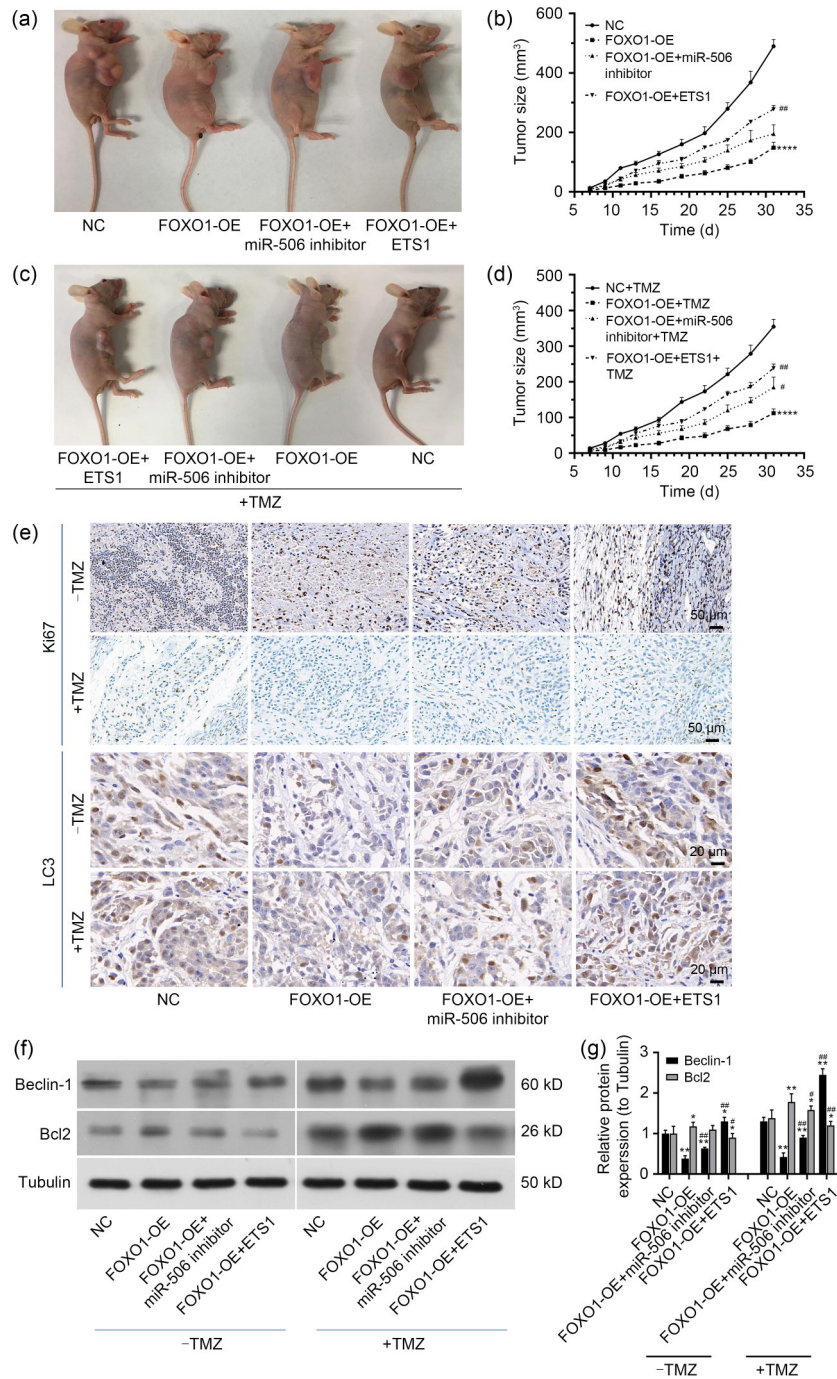 (a)
NC
FOXO1-OE
FOXO1-OE+
miR-506 inhibitor
FOXO1-OE+
ETS1
(b)
Tumor size (mm³)
600
400
200
0
5 10 15 20 25 30 35
Time (d)
NC
FOXO1-OE
FOXO1-OE+miR-506
inhibitor
FOXO1-OE+ETS1
##
****
(c)
FOXO1-OE+
ETS1
FOXO1-OE+
miR-506 inhibitor
FOXO1-OE
NC
+TMZ
(d)
Tumor size (mm³)
500
400
300
200
100
0
5 10 15 20 25 30 35
Time (d)
NC+TMZ
FOXO1-OE+TMZ
FOXO1-OE+miR-506
inhibitor+TMZ
FOXO1-OE+ETS1+
TMZ
##
#
****
(e)
Ki67
−TMZ
50 µm
+TMZ
50 µm
LC3
−TMZ
20 µm
+TMZ
20 µm
NC
FOXO1-OE
FOXO1-OE+
miR-506 inhibitor
FOXO1-OE+ETS1
(f)
Beclin-1
60 kD
Bcl2
26 kD
Tubulin
50 kD
NC
FOXO1-OE
FOXO1-OE+
miR-506 inhibitor
FOXO1-OE+ETS1
NC
FOXO1-OE
FOXO1-OE+
miR-506 inhibitor
FOXO1-OE+ETS1
−TMZ
+TMZ
(g)
Relative protein
experssion (to Tubulin)
3
2
1
0
Beclin-1
Bcl2
**
*
##
**
##
*
#
*
**
**
##
**
#
*
##
**
##
*
NC
FOXO1-OE
FOXO1-OE+miR-506 inhibitor
FOXO1-OE+ETS1
NC
FOXO1-OE
FOXO1-OE+miR-506 inhibitor
FOXO1-OE+ETS1
−TMZ
+TMZ